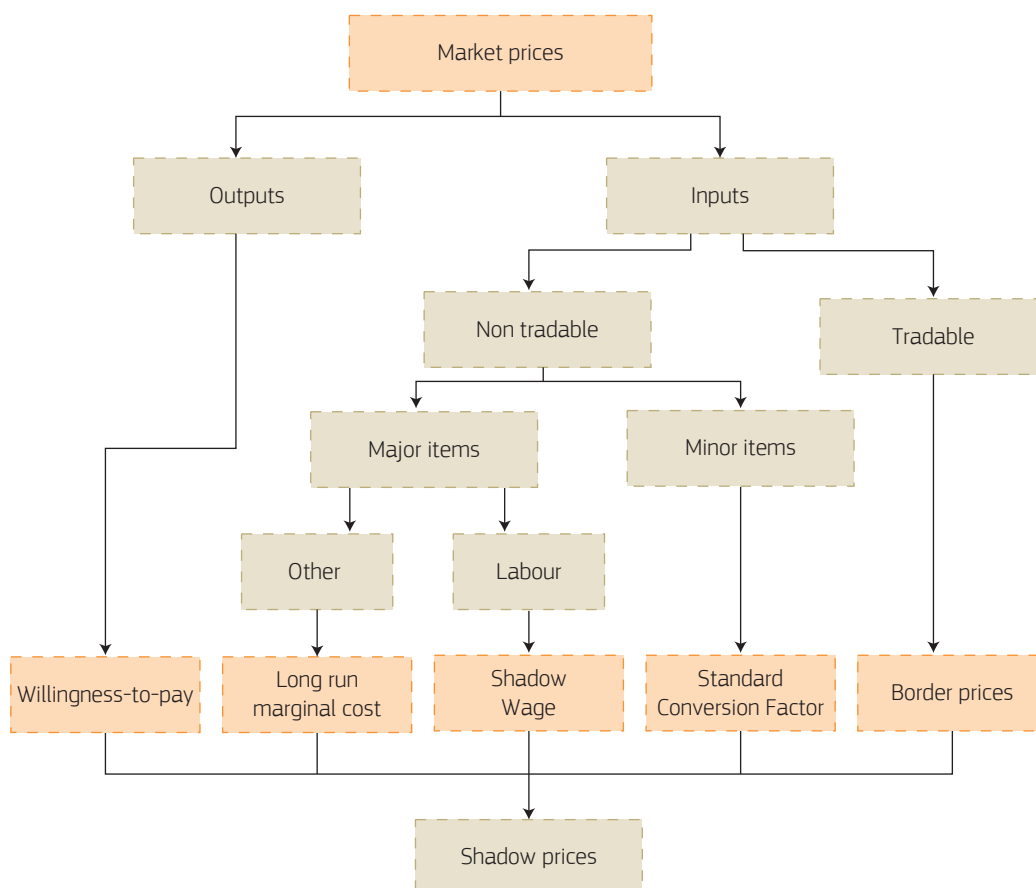 Market prices
Outputs
Inputs
Non tradable
Tradable
Major items
Minor items
Other
Labour
Willingness-to-pay
Long run
marginal cost
Shadow
Wage
Standard
Conversion Factor
Border prices
Shadow prices